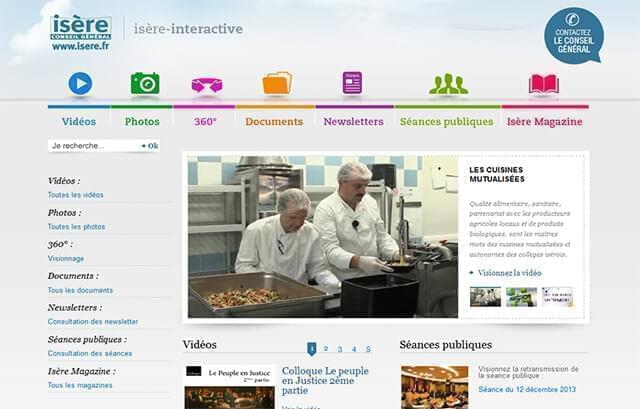 isère
CONSEIL GÉNÉRAL
www.isere.fr
isère-interactive
CONTACTEZ
LE CONSEIL
GÉNÉRAL
News
Vidéos
Photos
360°
Documents
Newsletters
Séances publiques
Isère Magazine
Je recherche...
Ok
Vidéos :
Toutes les vidéos
Photos :
Toutes les photos
360° :
Visionnage
Documents :
Tous les documents
Newsletters :
Consultation des newsletter
Séances publiques :
Consultation des séances
Isère Magazine :
Tous les magazines
LES CUISINES
MUTUALISÉES
Qualité alimentaire, sanitaire,
partenariat avec les producteurs
agricoles locaux et de produits
biologiques, sont les maîtres
mots des cuisines mutualisées et
autonomes des collèges isérois.
Visionnez la vidéo
Vidéos
1 2 3 4 5
Le Peuple en Justice
2ème partie
Colloque Le peuple
en Justice 2ème
partie
Voir la vidéo
Séances publiques
Visionnez la retransmission de
la séance publique :
Séance du 12 décembre 2013